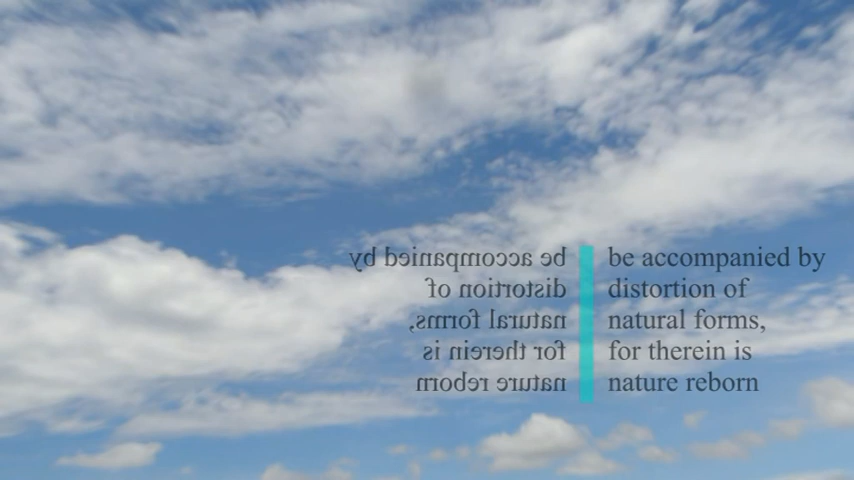 be accompanied by
distortion of
natural forms,
for therein is
nature reborn
be accompanied by
distortion of
natural forms,
for therein is
nature reborn